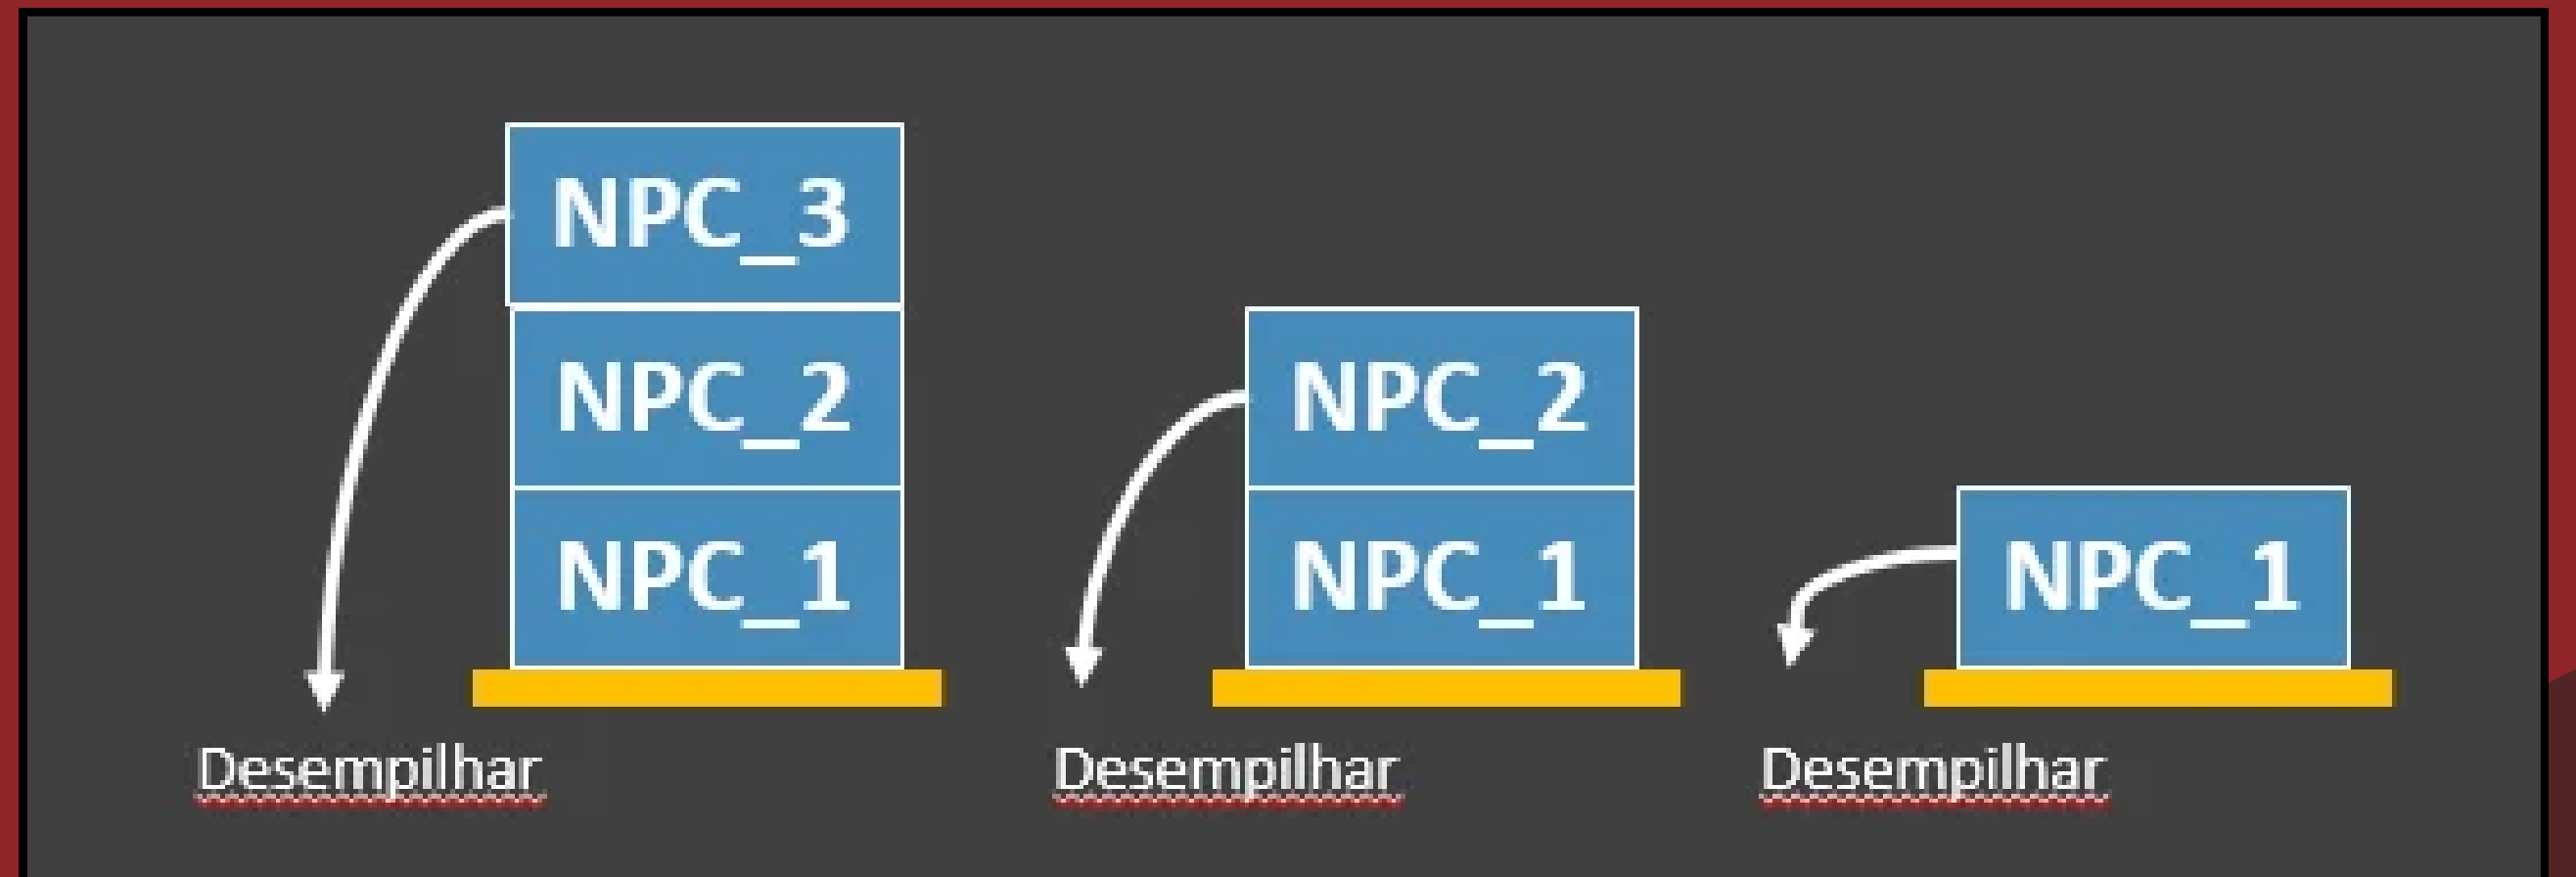 NPC_3
NPC_2
NPC_1
Desempilhar
NPC_2
NPC_1
Desempilhar
NPC_1
Desempilhar